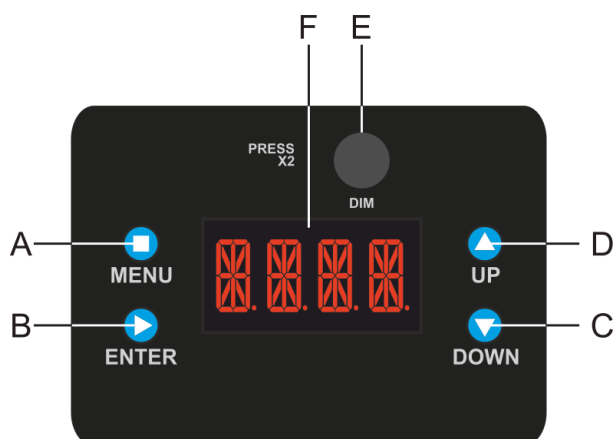 F E
PRESS
X2
DIM
A MENU UP D
B ENTER DOWN C